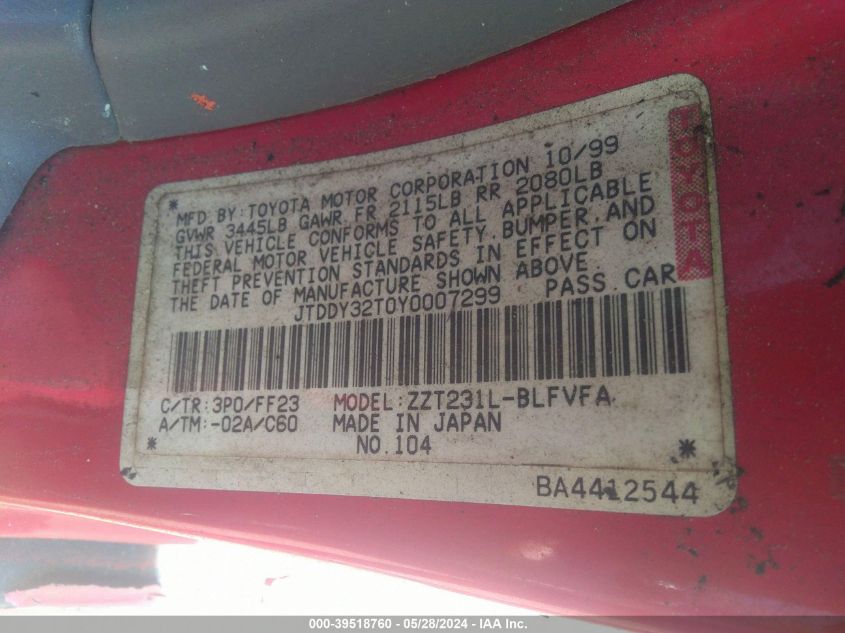 MFD. BY: TOYOTA MOTOR CORPORATION 10/99
GVWR 3445LB GAWR FR 2115LB RR 2080LB
THIS VEHICLE CONFORMS TO ALL APPLICABLE
FEDERAL MOTOR VEHICLE SAFETY, BUMPER, AND
THEFT PREVENTION STANDARDS IN EFFECT ON
THE DATE OF MANUFACTURE SHOWN ABOVE.
JTDDY32T0Y0007299 PASS. CAR
TOYOTA
C/TR: 3P0/FF23 MODEL: ZZT231L-BLFVFA
A/TM: -02A/C60 MADE IN JAPAN
NO. 104
BA4412544
000-39518760 - 05/28/2024 - IAA Inc.